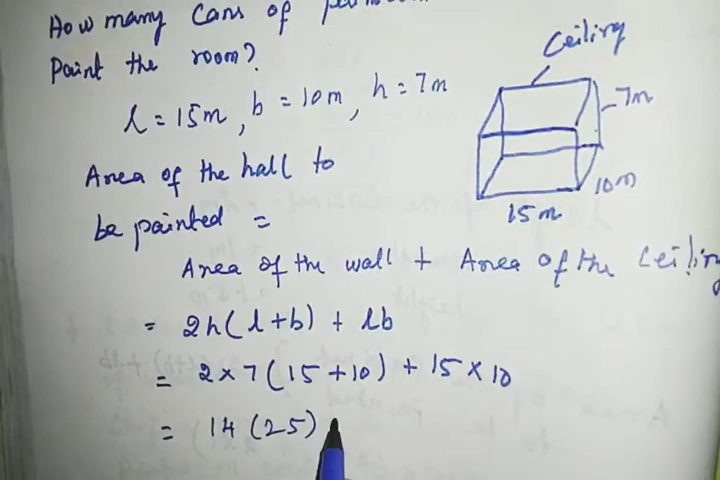 How many cans of
Paint the room?
l = 15m, b = 10m, h = 7m
Ceiling
7m
10m
15m
Area of the hall to
be painted =
Area of the wall + Area of the Ceiling
= 2h(l+b) + lb
= 2×7(15+10) + 15×10
= 14(25)